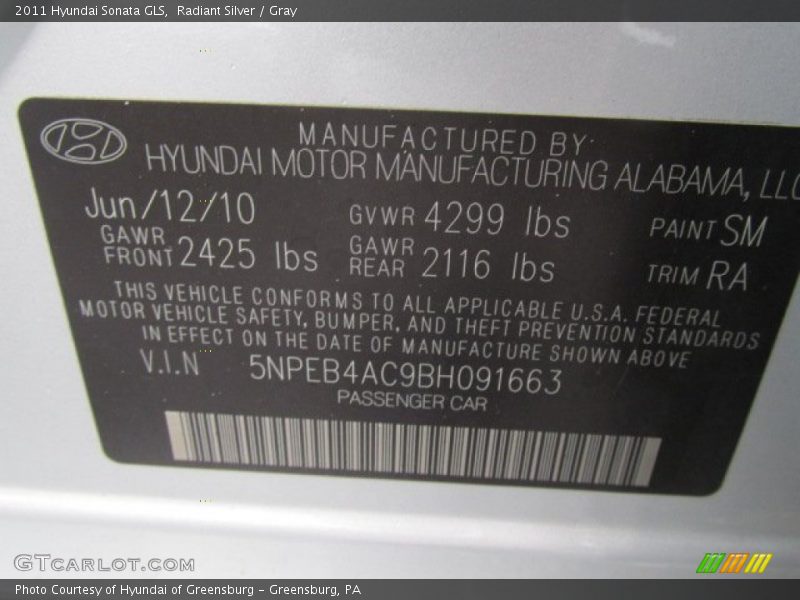 2011 Hyundai Sonata GLS, Radiant Silver / Gray
MANUFACTURED BY
HYUNDAI MOTOR MANUFACTURING ALABAMA, LLC
Jun/12/10 GVWR 4299 lbs PAINT SM
GAWR FRONT 2425 lbs GAWR REAR 2116 lbs TRIM RA
THIS VEHICLE CONFORMS TO ALL APPLICABLE U.S.A. FEDERAL
MOTOR VEHICLE SAFETY, BUMPER, AND THEFT PREVENTION STANDARDS
IN EFFECT ON THE DATE OF MANUFACTURE SHOWN ABOVE
V.I.N 5NPEB4AC9BH091663
PASSENGER CAR
GTCARLOT.COM
Photo Courtesy of Hyundai of Greensburg - Greensburg, PA